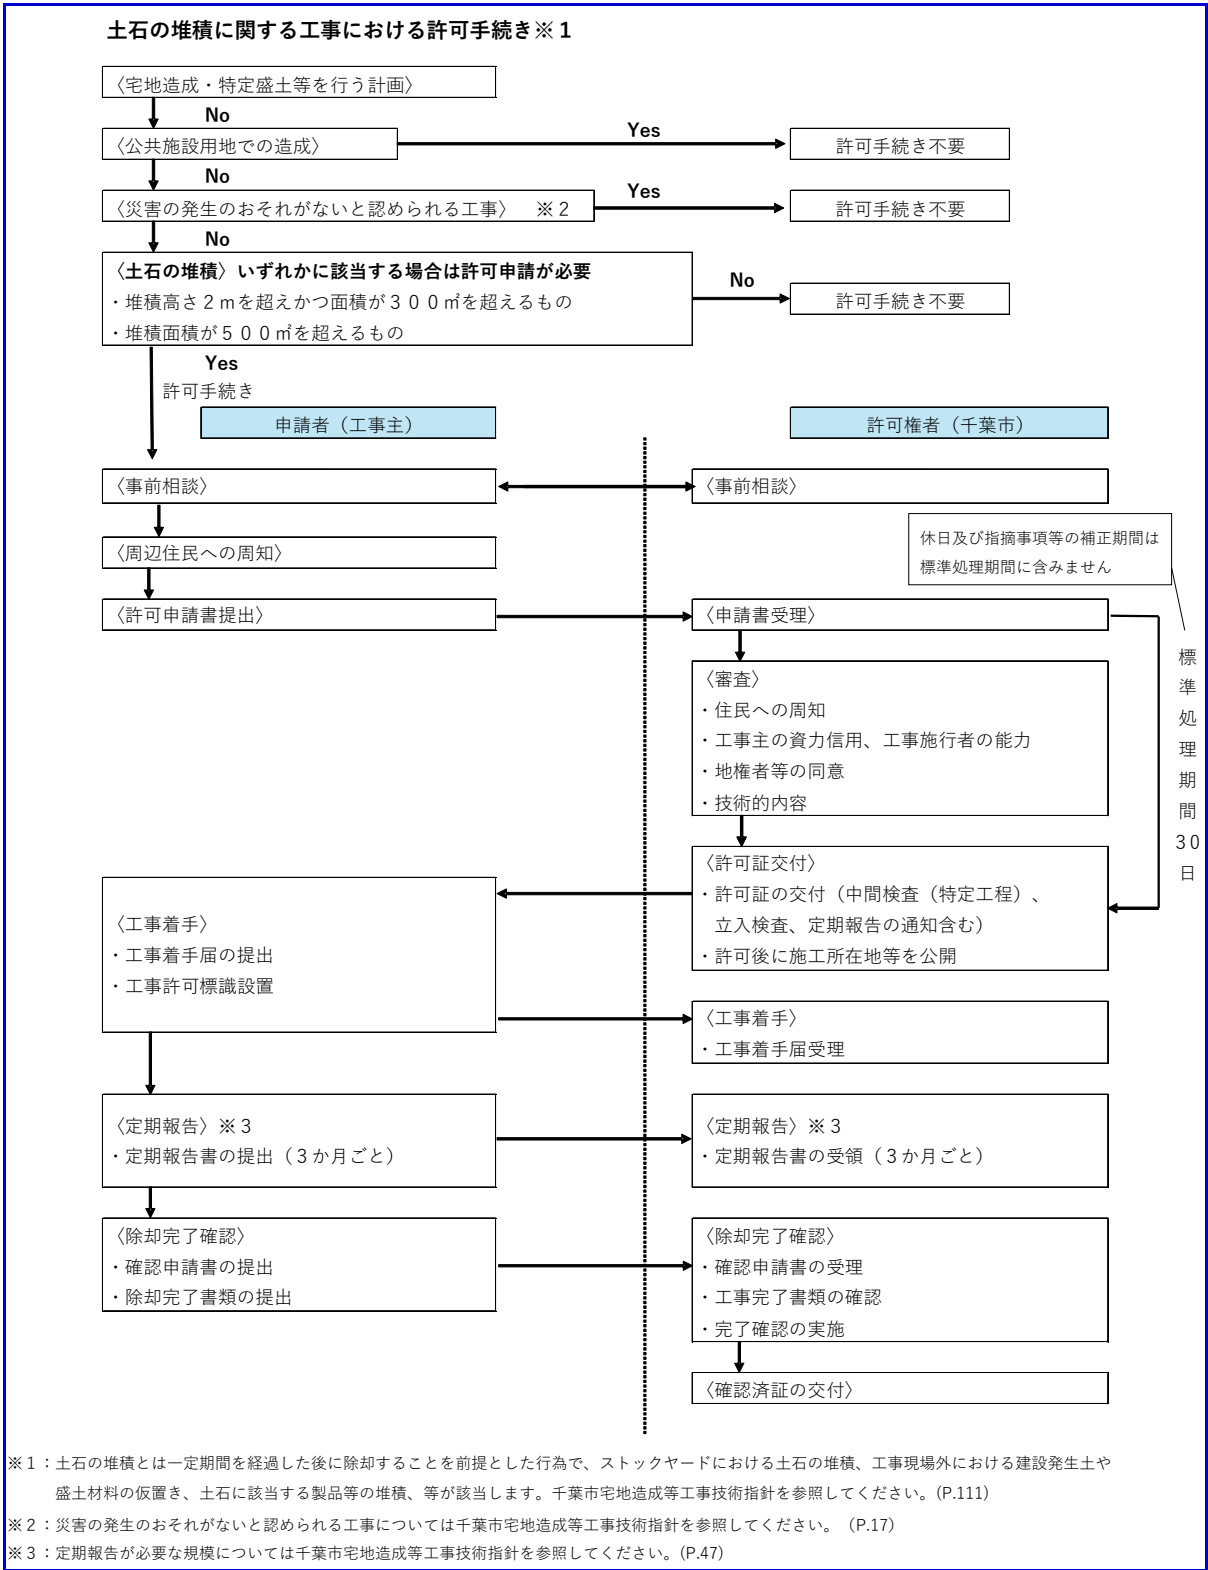 土石の堆積に関する工事における許可手続き※１
〈宅地造成・特定盛土等を行う計画〉
No
〈公共施設用地での造成〉
Yes
許可手続き不要
No
〈災害の発生のおそれがないと認められる工事〉　※２
Yes
許可手続き不要
No
〈土石の堆積〉いずれかに該当する場合は許可申請が必要
・堆積高さ２ｍを超えかつ面積が３００㎡を超えるもの
・堆積面積が５００㎡を超えるもの
No
許可手続き不要
Yes
許可手続き
申請者（工事主）
許可権者（千葉市）
〈事前相談〉
〈事前相談〉
休日及び指摘事項等の補正期間は
標準処理期間に含みません
〈周辺住民への周知〉
〈許可申請書提出〉
〈申請書受理〉
標準処理期間30日
〈審査〉
・住民への周知
・工事主の資力信用、工事施行者の能力
・地権者等の同意
・技術的内容
〈許可証交付〉
・許可証の交付（中間検査（特定工程）、
立入検査、定期報告の通知含む）
・許可後に施工所在地等を公開
〈工事着手〉
・工事着手届の提出
・工事許可標識設置
〈工事着手〉
・工事着手届受理
〈定期報告〉※３
・定期報告書の提出（３か月ごと）
〈定期報告〉※３
・定期報告書の受領（３か月ごと）
〈除却完了確認〉
・確認申請書の提出
・除却完了書類の提出
〈除却完了確認〉
・確認申請書の受理
・工事完了書類の確認
・完了確認の実施
〈確認済証の交付〉
※１：土石の堆積とは一定期間を経過した後に除却することを前提とした行為で、ストックヤードにおける土石の堆積、工事現場外における建設発生土や
盛土材料の仮置き、土石に該当する製品等の堆積、等が該当します。千葉市宅地造成等工事技術指針を参照してください。(P.111)
※２：災害の発生のおそれがないと認められる工事については千葉市宅地造成等工事技術指針を参照してください。（P.17）
※３：定期報告が必要な規模については千葉市宅地造成等工事技術指針を参照してください。(P.47)